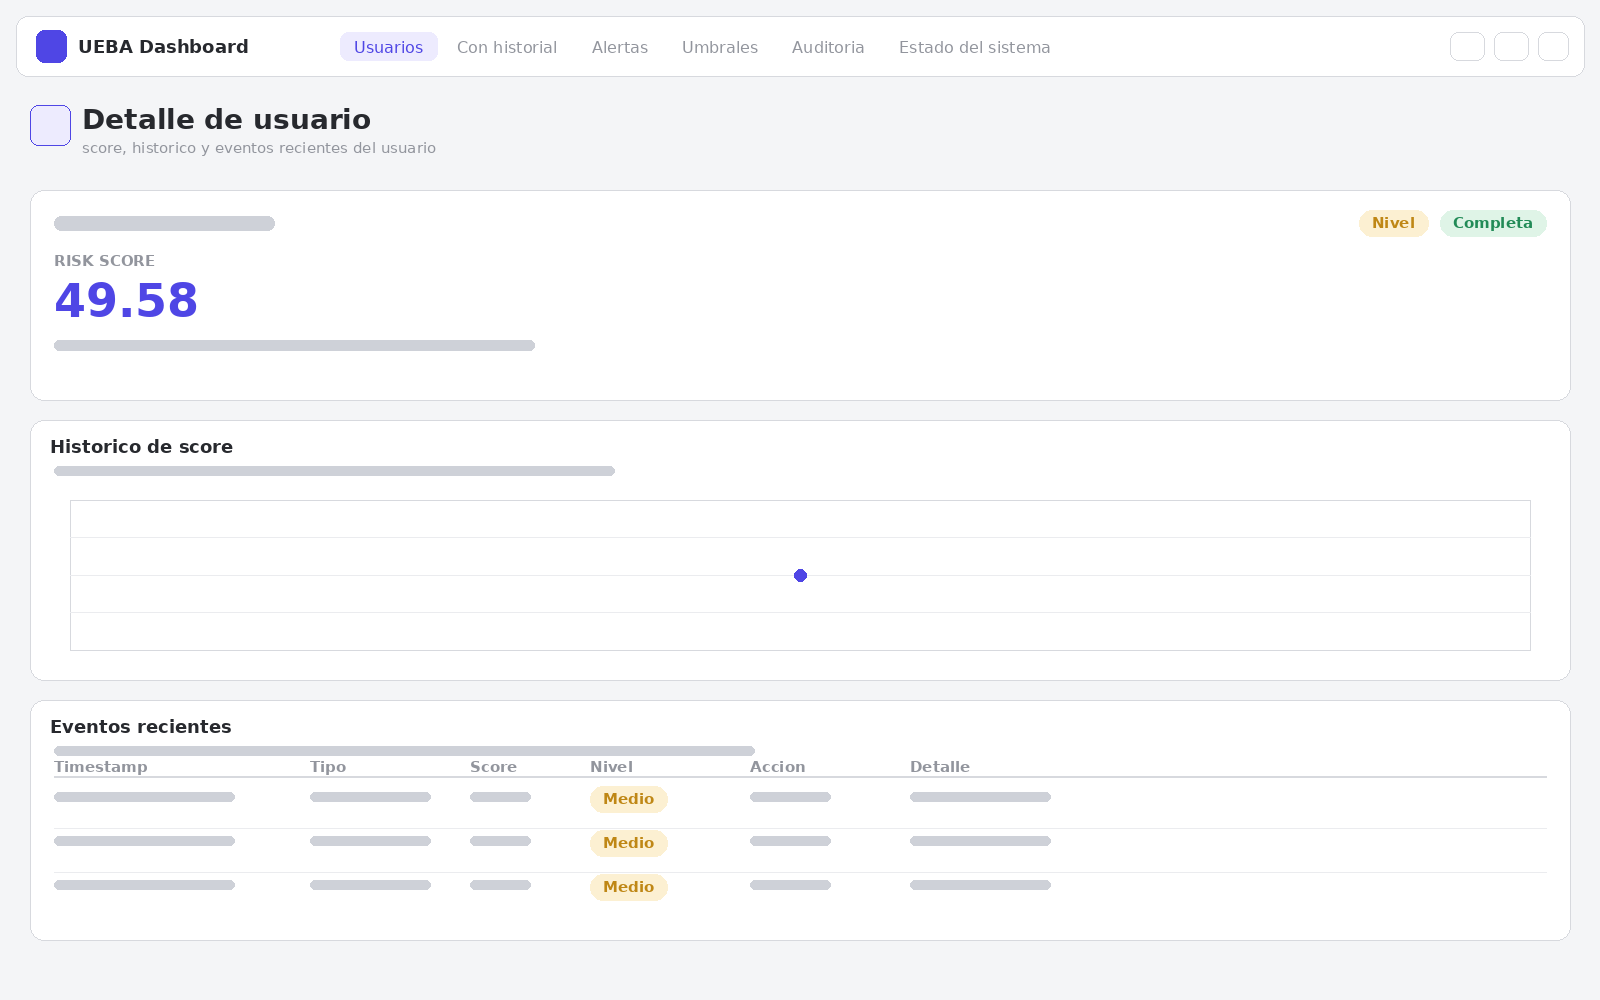 UEBA Dashboard Usuarios Con historial Alertas Umbrales Auditoria Estado del sistema
Detalle de usuario
score, historico y eventos recientes del usuario
Nivel Completa
RISK SCORE
49.58
Historico de score
Eventos recientes
Timestamp Tipo Score Nivel Accion Detalle
Medio
Medio
Medio